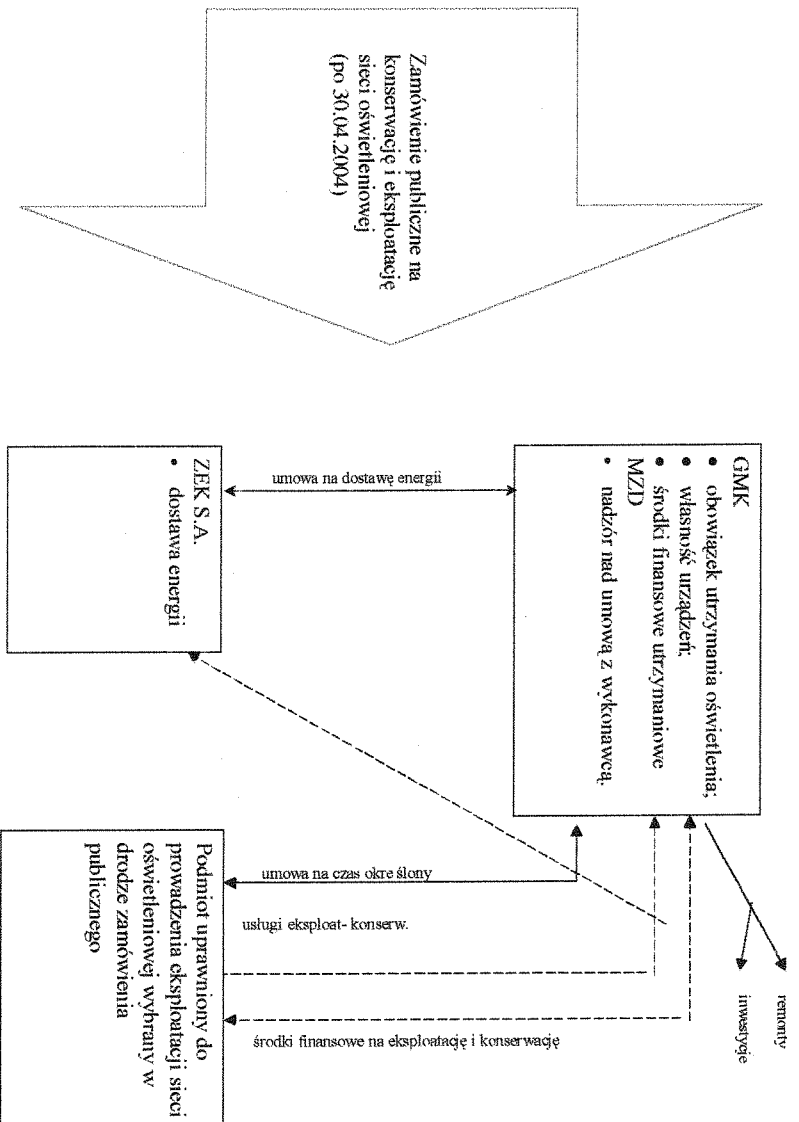 Zamówienie publiczne na
konserwację i eksploatację
sieci oświetleniowej
(po 30.04.2004)
GMK
• obowiązek utrzymania oświetlenia;
• własność urządzeń;
• środki finansowe utrzymaniowe
MZD
• nadzór nad umową z wykonawcą.
remonty
inwestycje
umowa na dostawę energii
ZEK S.A.
• dostawa energii
umowa na czas okre ślony
usługi eksploat- konserw.
środki finansowe na eksploatację i konserwację
Podmiot uprawniony do
prowadzenia eksploatacji sieci
oświetleniowej wybrany w
drodze zamówienia
publicznego